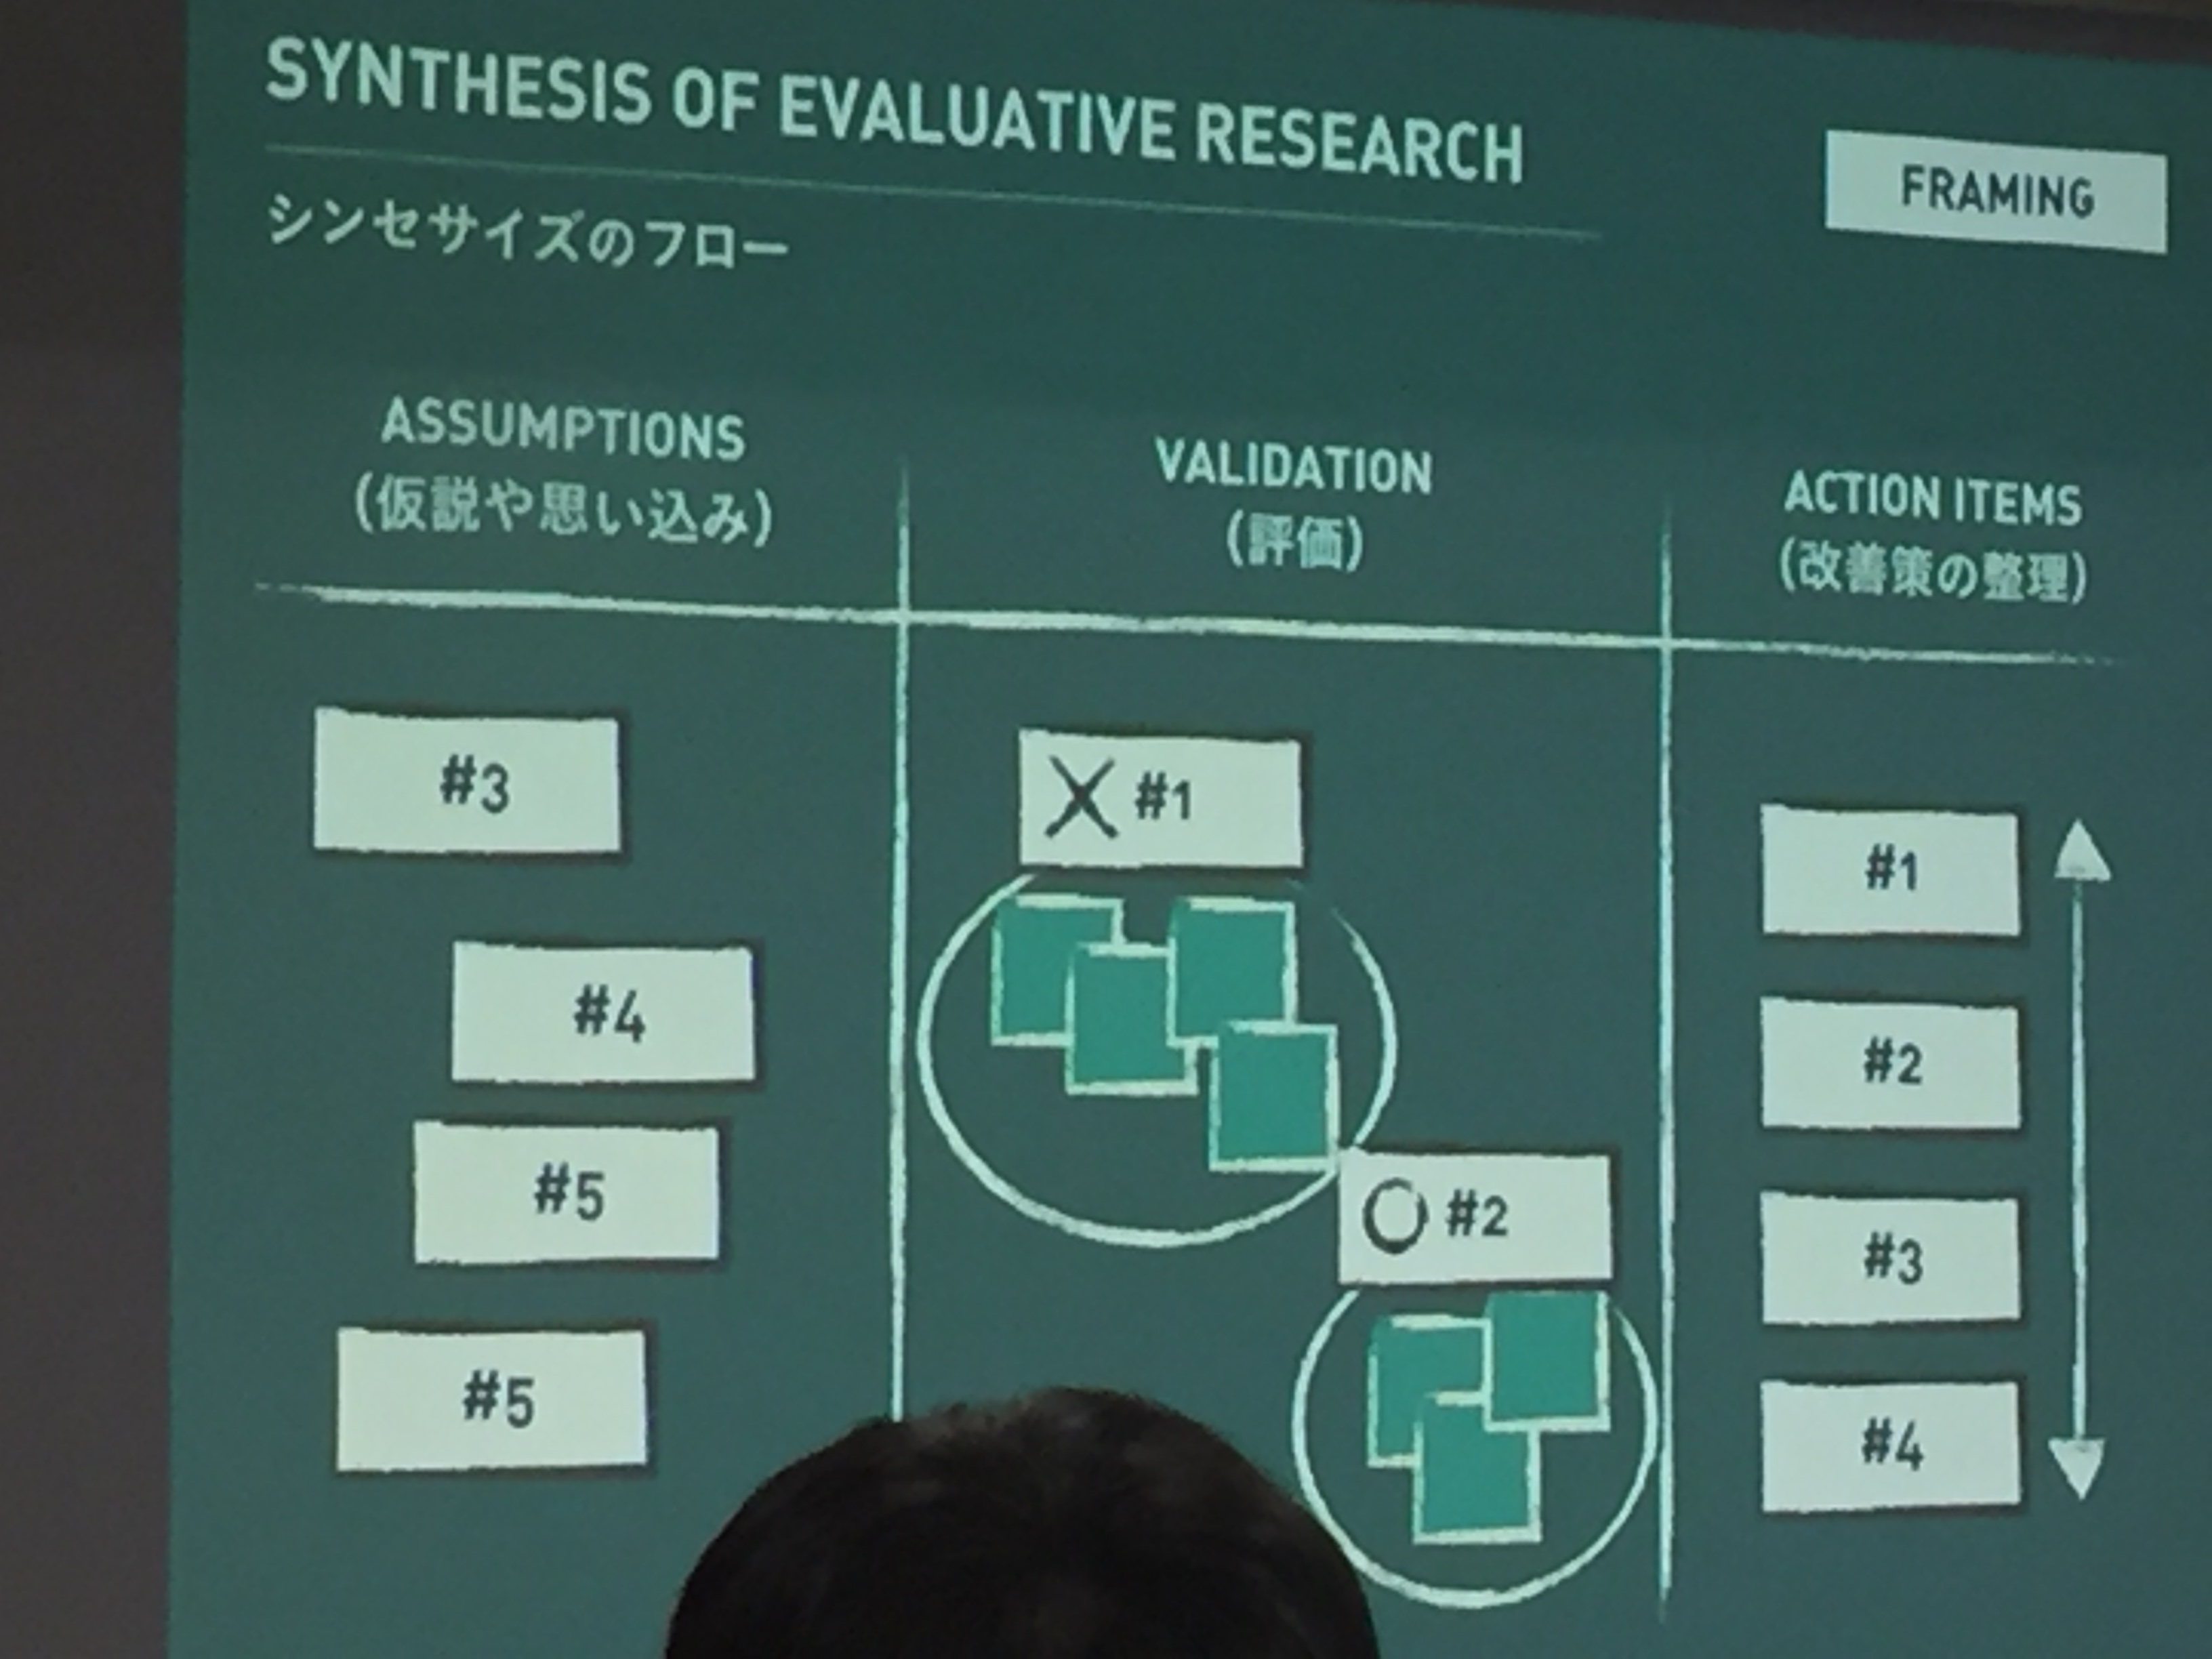 SYNTHESIS OF EVALUATIVE RESEARCH
FRAMING
シンセサイズのフロー
ASSUMPTIONS
(仮説や思い込み)
VALIDATION
(評価)
ACTION ITEMS
(改善策の整理)
#3
#4
#5
#5
X #1
O #2
#1
#2
#3
#4